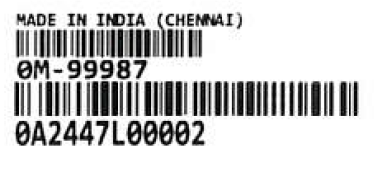 MADE IN INDIA (CHENNAI)
0M-99987
0A2447L00002